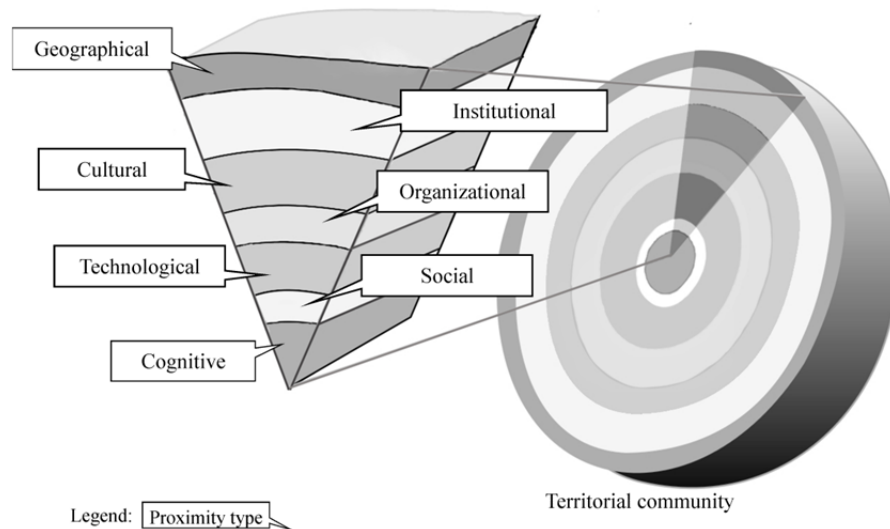 Geographical
Institutional
Cultural
Organizational
Technological
Social
Cognitive
Territorial community
Legend: Proximity type